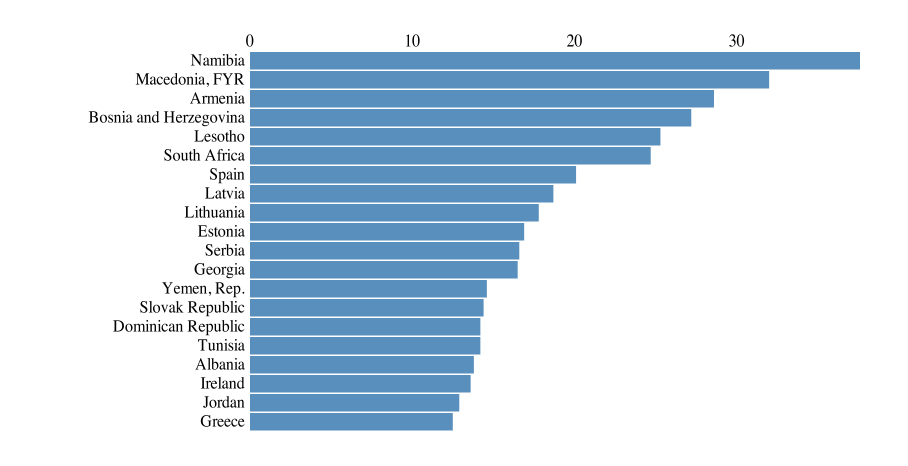 0 10 20 30
Namibia
Macedonia, FYR
Armenia
Bosnia and Herzegovina
Lesotho
South Africa
Spain
Latvia
Lithuania
Estonia
Serbia
Georgia
Yemen, Rep.
Slovak Republic
Dominican Republic
Tunisia
Albania
Ireland
Jordan
Greece